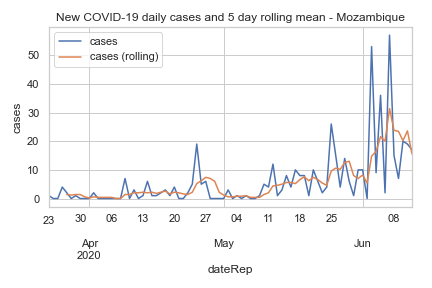 New COVID-19 daily cases and 5 day rolling mean - Mozambique
cases
cases (rolling)
cases
50
40
30
20
10
0
23 30 06 13 20 27 04 11 18 25 08
Apr May Jun
2020
dateRep